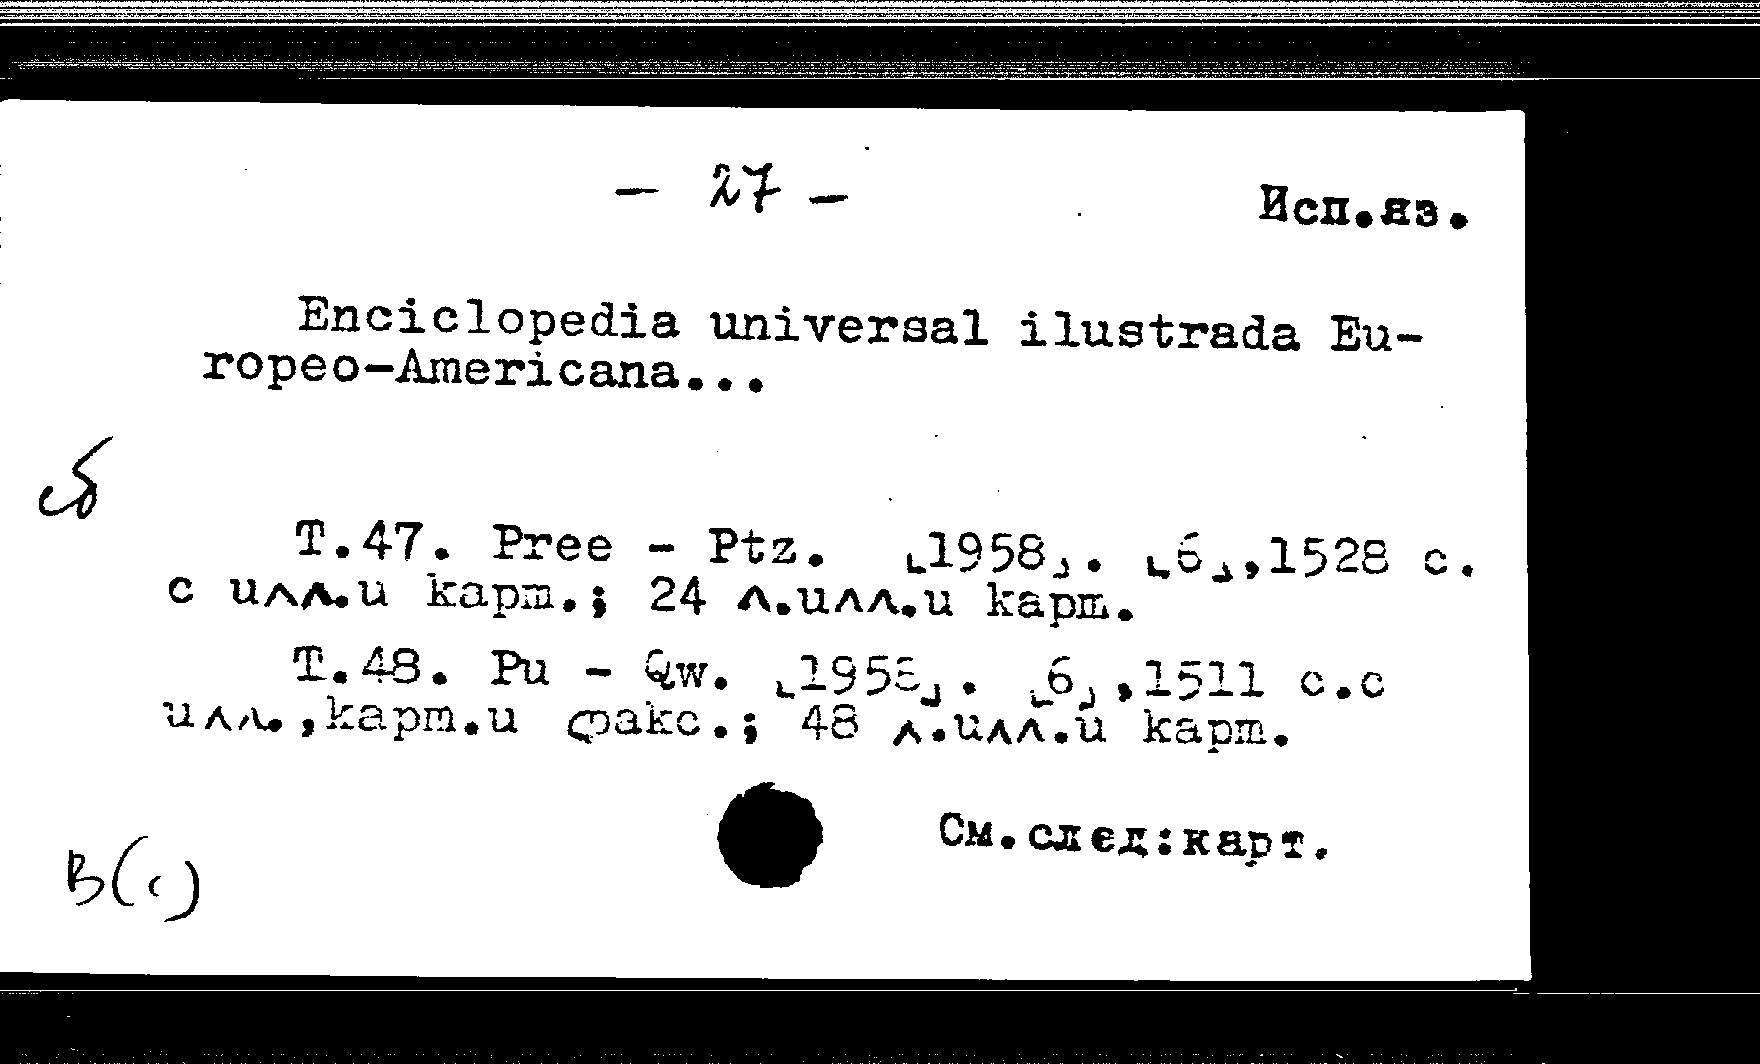 – 27 –
Исп.яз.
Enciclopedia universal ilustrada Eu-
ropeo-Americana...
сб
Т.47. Pree – Ptz. [1958]. [6],1528 с.
с илл.и карт.; 24 л.илл.и карт.
Т.48. Pu – Qw. [1958]. [6],1511 с.с
илл.,карт.и факс.; 48 л.илл.и карт.
См.след:карт.
В(с)